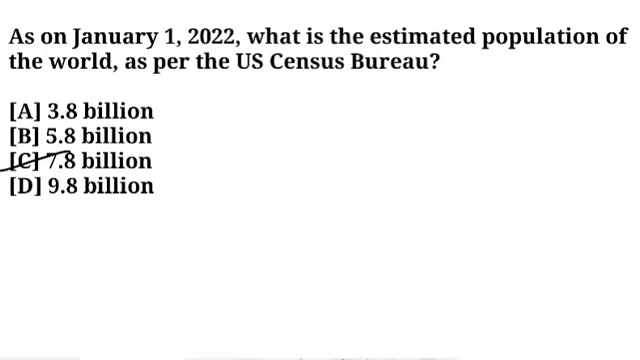 As on January 1, 2022, what is the estimated population of
the world, as per the US Census Bureau?
[A] 3.8 billion
[B] 5.8 billion
[C] 7.8 billion
[D] 9.8 billion